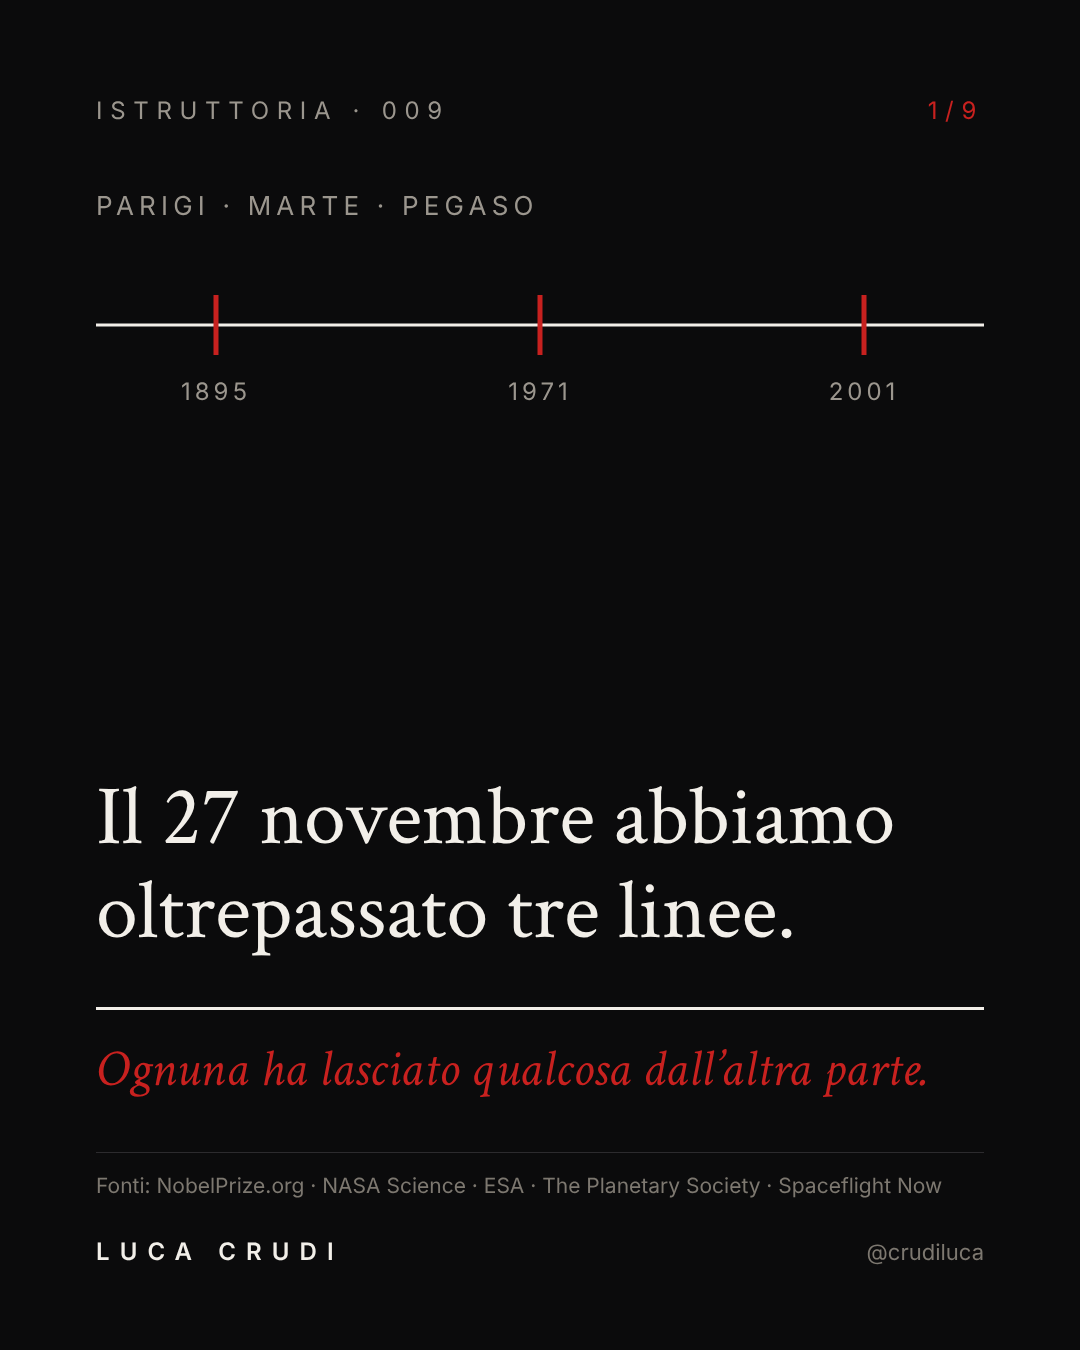 ISTRUTTORIA · 009
1/9
PARIGI · MARTE · PEGASO
1895
1971
2001
Il 27 novembre abbiamo
oltrepassato tre linee.
Ognuna ha lasciato qualcosa dall’altra parte.
Fonti: NobelPrize.org · NASA Science · ESA · The Planetary Society · Spaceflight Now
LUCA CRUDI
@crudiluca